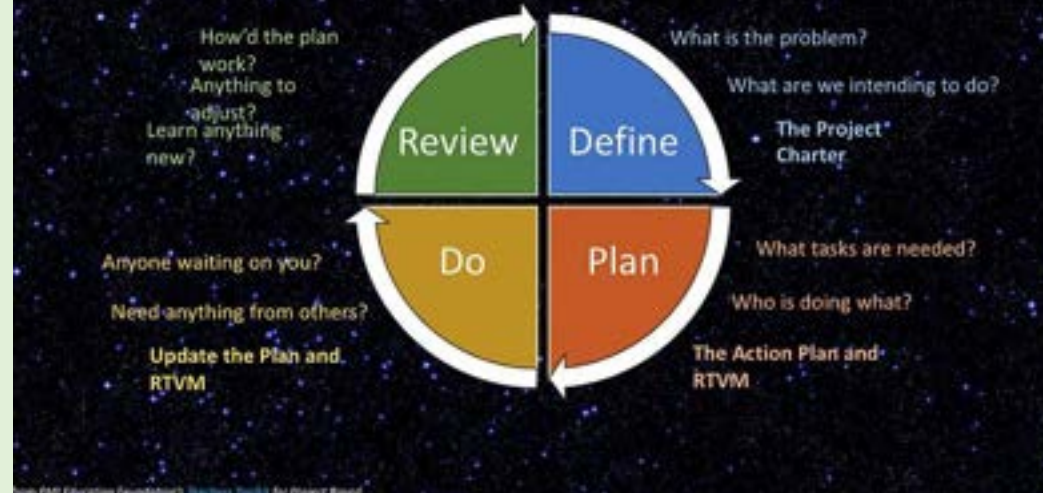 How'd the plan
work?
Anything to
adjust?
Learn anything
new?
Review
Define
What is the problem?
What are we intending to do?
The Project
Charter
Anyone waiting on you?
Need anything from others?
Update the Plan and
RTVM
Do
Plan
What tasks are needed?
Who is doing what?
The Action Plan and
RTVM